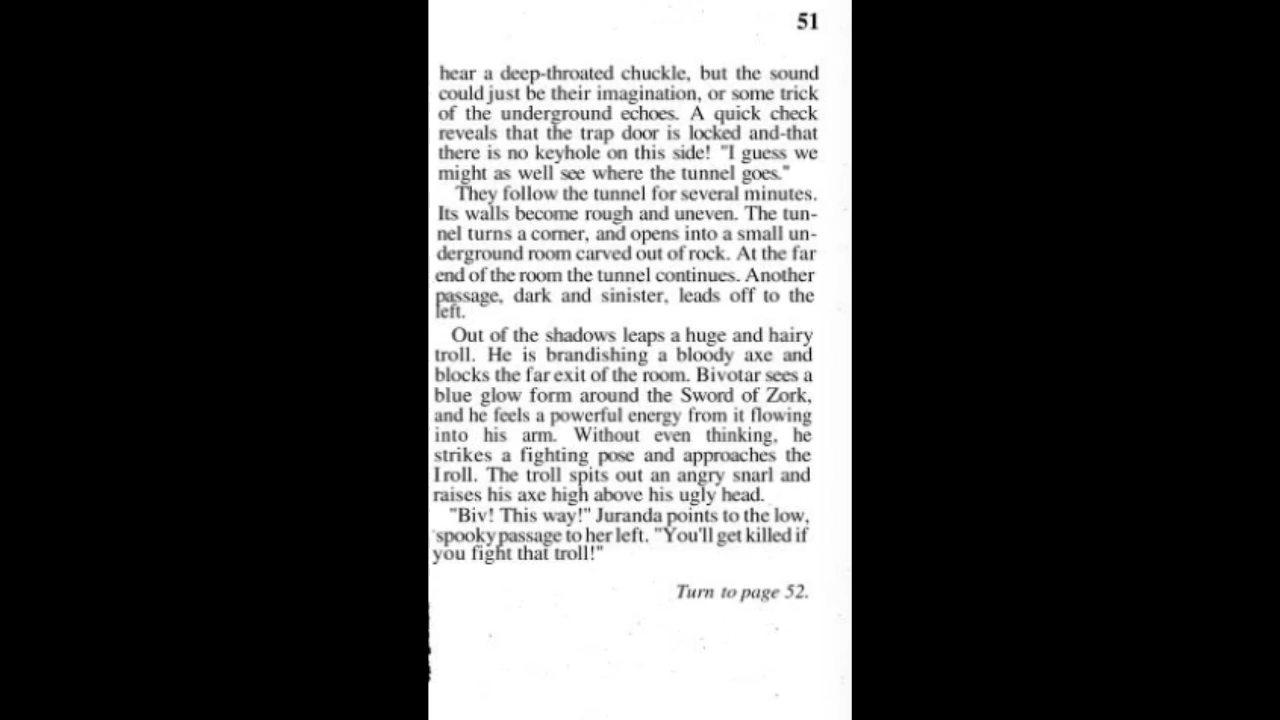 51
hear a deep-throated chuckle, but the sound
could just be their imagination, or some trick
of the underground echoes. A quick check
reveals that the trap door is locked and-that
there is no keyhole on this side! "I guess we
might as well see where the tunnel goes."
They follow the tunnel for several minutes.
Its walls become rough and uneven. The tun-
nel turns a corner, and opens into a small un-
derground room carved out of rock. At the far
end of the room the tunnel continues. Another
passage, dark and sinister, leads off to the
left.
Out of the shadows leaps a huge and hairy
troll. He is brandishing a bloody axe and
blocks the far exit of the room. Bivotar sees a
blue glow form around the Sword of Zork,
and he feels a powerful energy from it flowing
into his arm. Without even thinking, he
strikes a fighting pose and approaches the
Iroll. The troll spits out an angry snarl and
raises his axe high above his ugly head.
"Biv! This way!" Juranda points to the low,
spooky passage to her left. "You'll get killed if
you fight that troll!"
Turn to page 52.